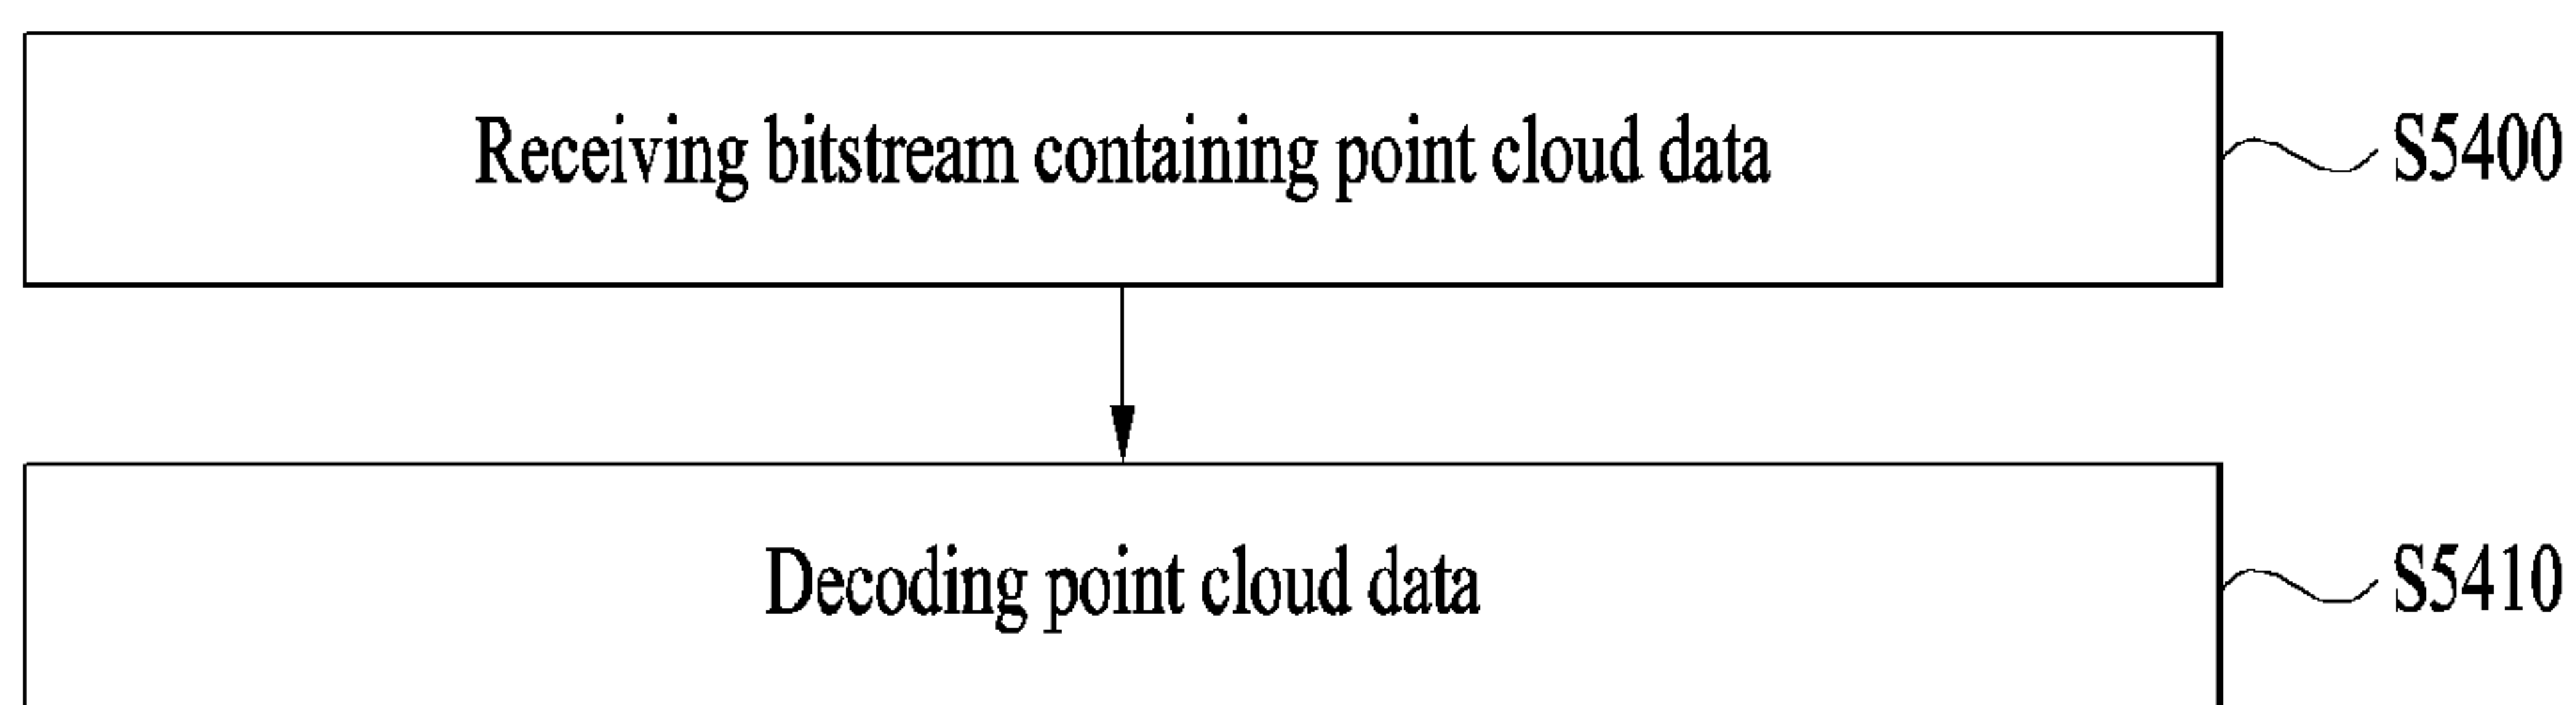 Receiving bitstream containing point cloud data
S5400
Decoding point cloud data
S5410